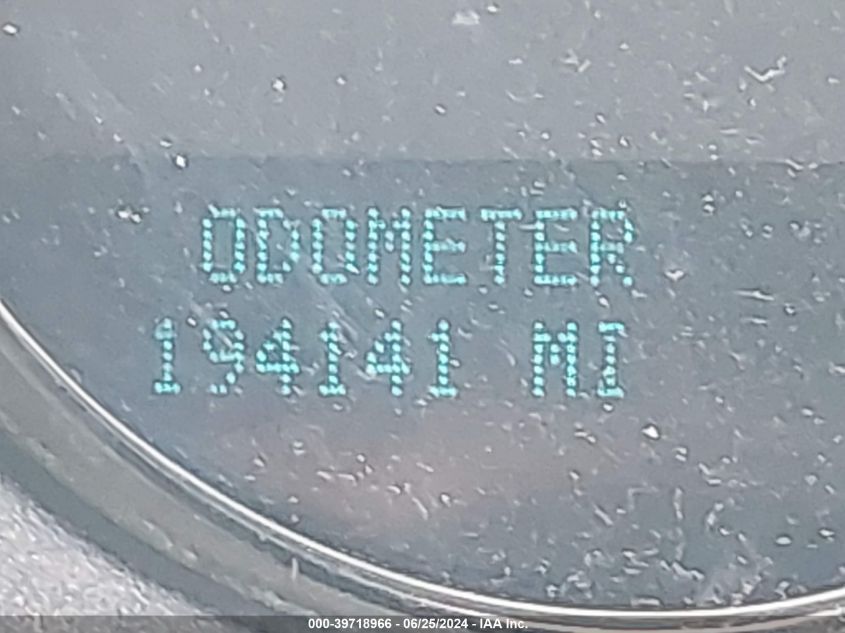 ODOMETER
194141 MI
000-39718966 - 06/25/2024 - IAA Inc.